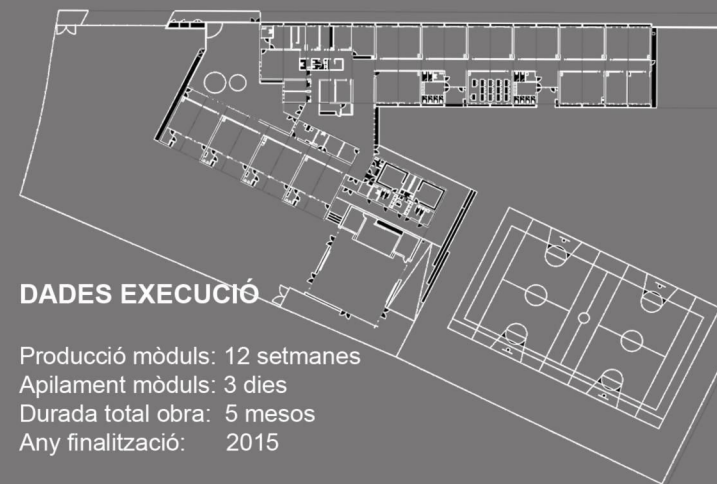 DADES EXECUCIÓ
Producció mòduls: 12 setmanes
Apilament mòduls: 3 dies
Durada total obra: 5 mesos
Any finalització: 2015